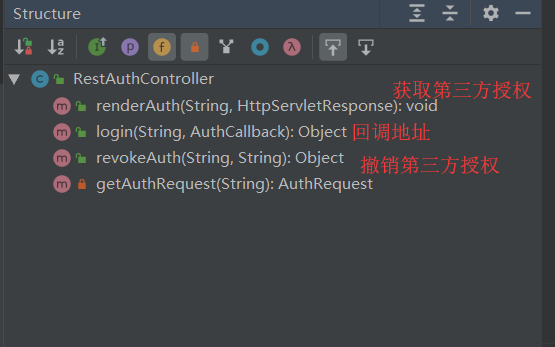 Structure
RestAuthController
获取第三方授权
renderAuth(String, HttpServletResponse): void
login(String, AuthCallback): Object 回调地址
revokeAuth(String, String): Object
撤销第三方授权
getAuthRequest(String): AuthRequest